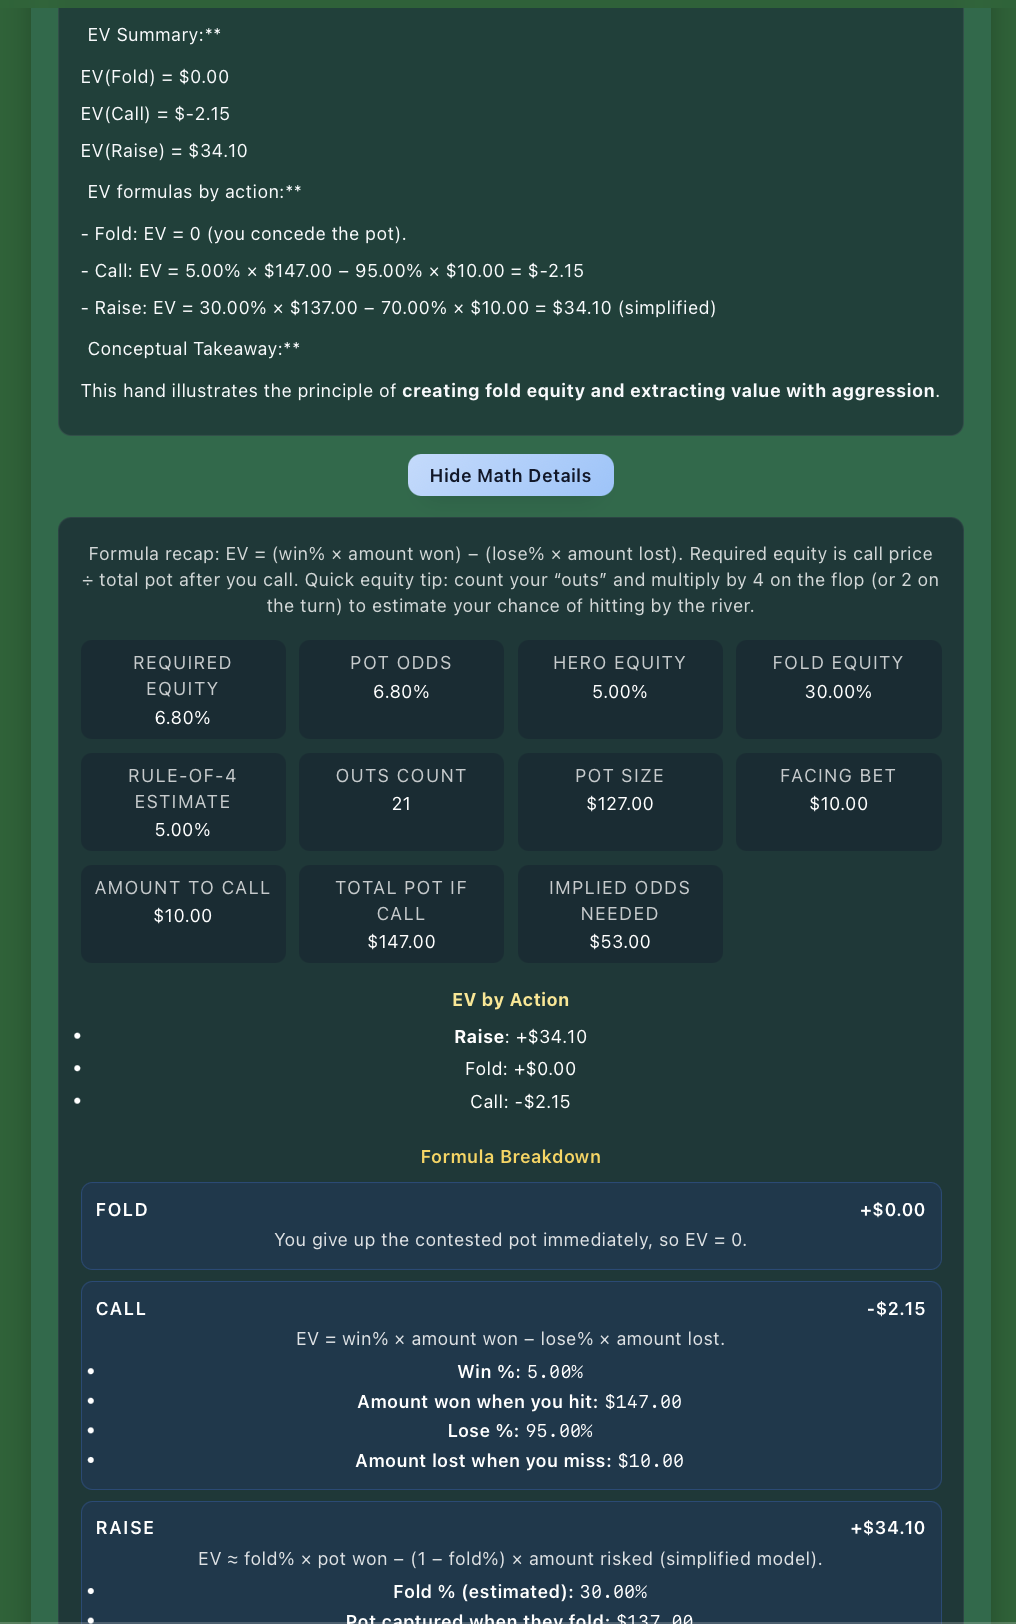 EV Summary:**
EV(Fold) = $0.00
EV(Call) = $-2.15
EV(Raise) = $34.10
EV formulas by action:**
- Fold: EV = 0 (you concede the pot).
- Call: EV = 5.00% × $147.00 − 95.00% × $10.00 = $-2.15
- Raise: EV = 30.00% × $137.00 − 70.00% × $10.00 = $34.10 (simplified)
Conceptual Takeaway:**
This hand illustrates the principle of creating fold equity and extracting value with aggression.
Hide Math Details
Formula recap: EV = (win% × amount won) − (lose% × amount lost). Required equity is call price
÷ total pot after you call. Quick equity tip: count your “outs” and multiply by 4 on the flop (or 2 on
the turn) to estimate your chance of hitting by the river.
REQUIRED
EQUITY
6.80%
POT ODDS
6.80%
HERO EQUITY
5.00%
FOLD EQUITY
30.00%
RULE-OF-4
ESTIMATE
5.00%
OUTS COUNT
21
POT SIZE
$127.00
FACING BET
$10.00
AMOUNT TO CALL
$10.00
TOTAL POT IF
CALL
$147.00
IMPLIED ODDS
NEEDED
$53.00
EV by Action
• Raise: +$34.10
• Fold: +$0.00
• Call: -$2.15
Formula Breakdown
FOLD +$0.00
You give up the contested pot immediately, so EV = 0.
CALL -$2.15
EV = win% × amount won − lose% × amount lost.
• Win %: 5.00%
• Amount won when you hit: $147.00
• Lose %: 95.00%
• Amount lost when you miss: $10.00
RAISE +$34.10
EV ≈ fold% × pot won − (1 − fold%) × amount risked (simplified model).
• Fold % (estimated): 30.00%
• Pot captured when they fold: $137.00